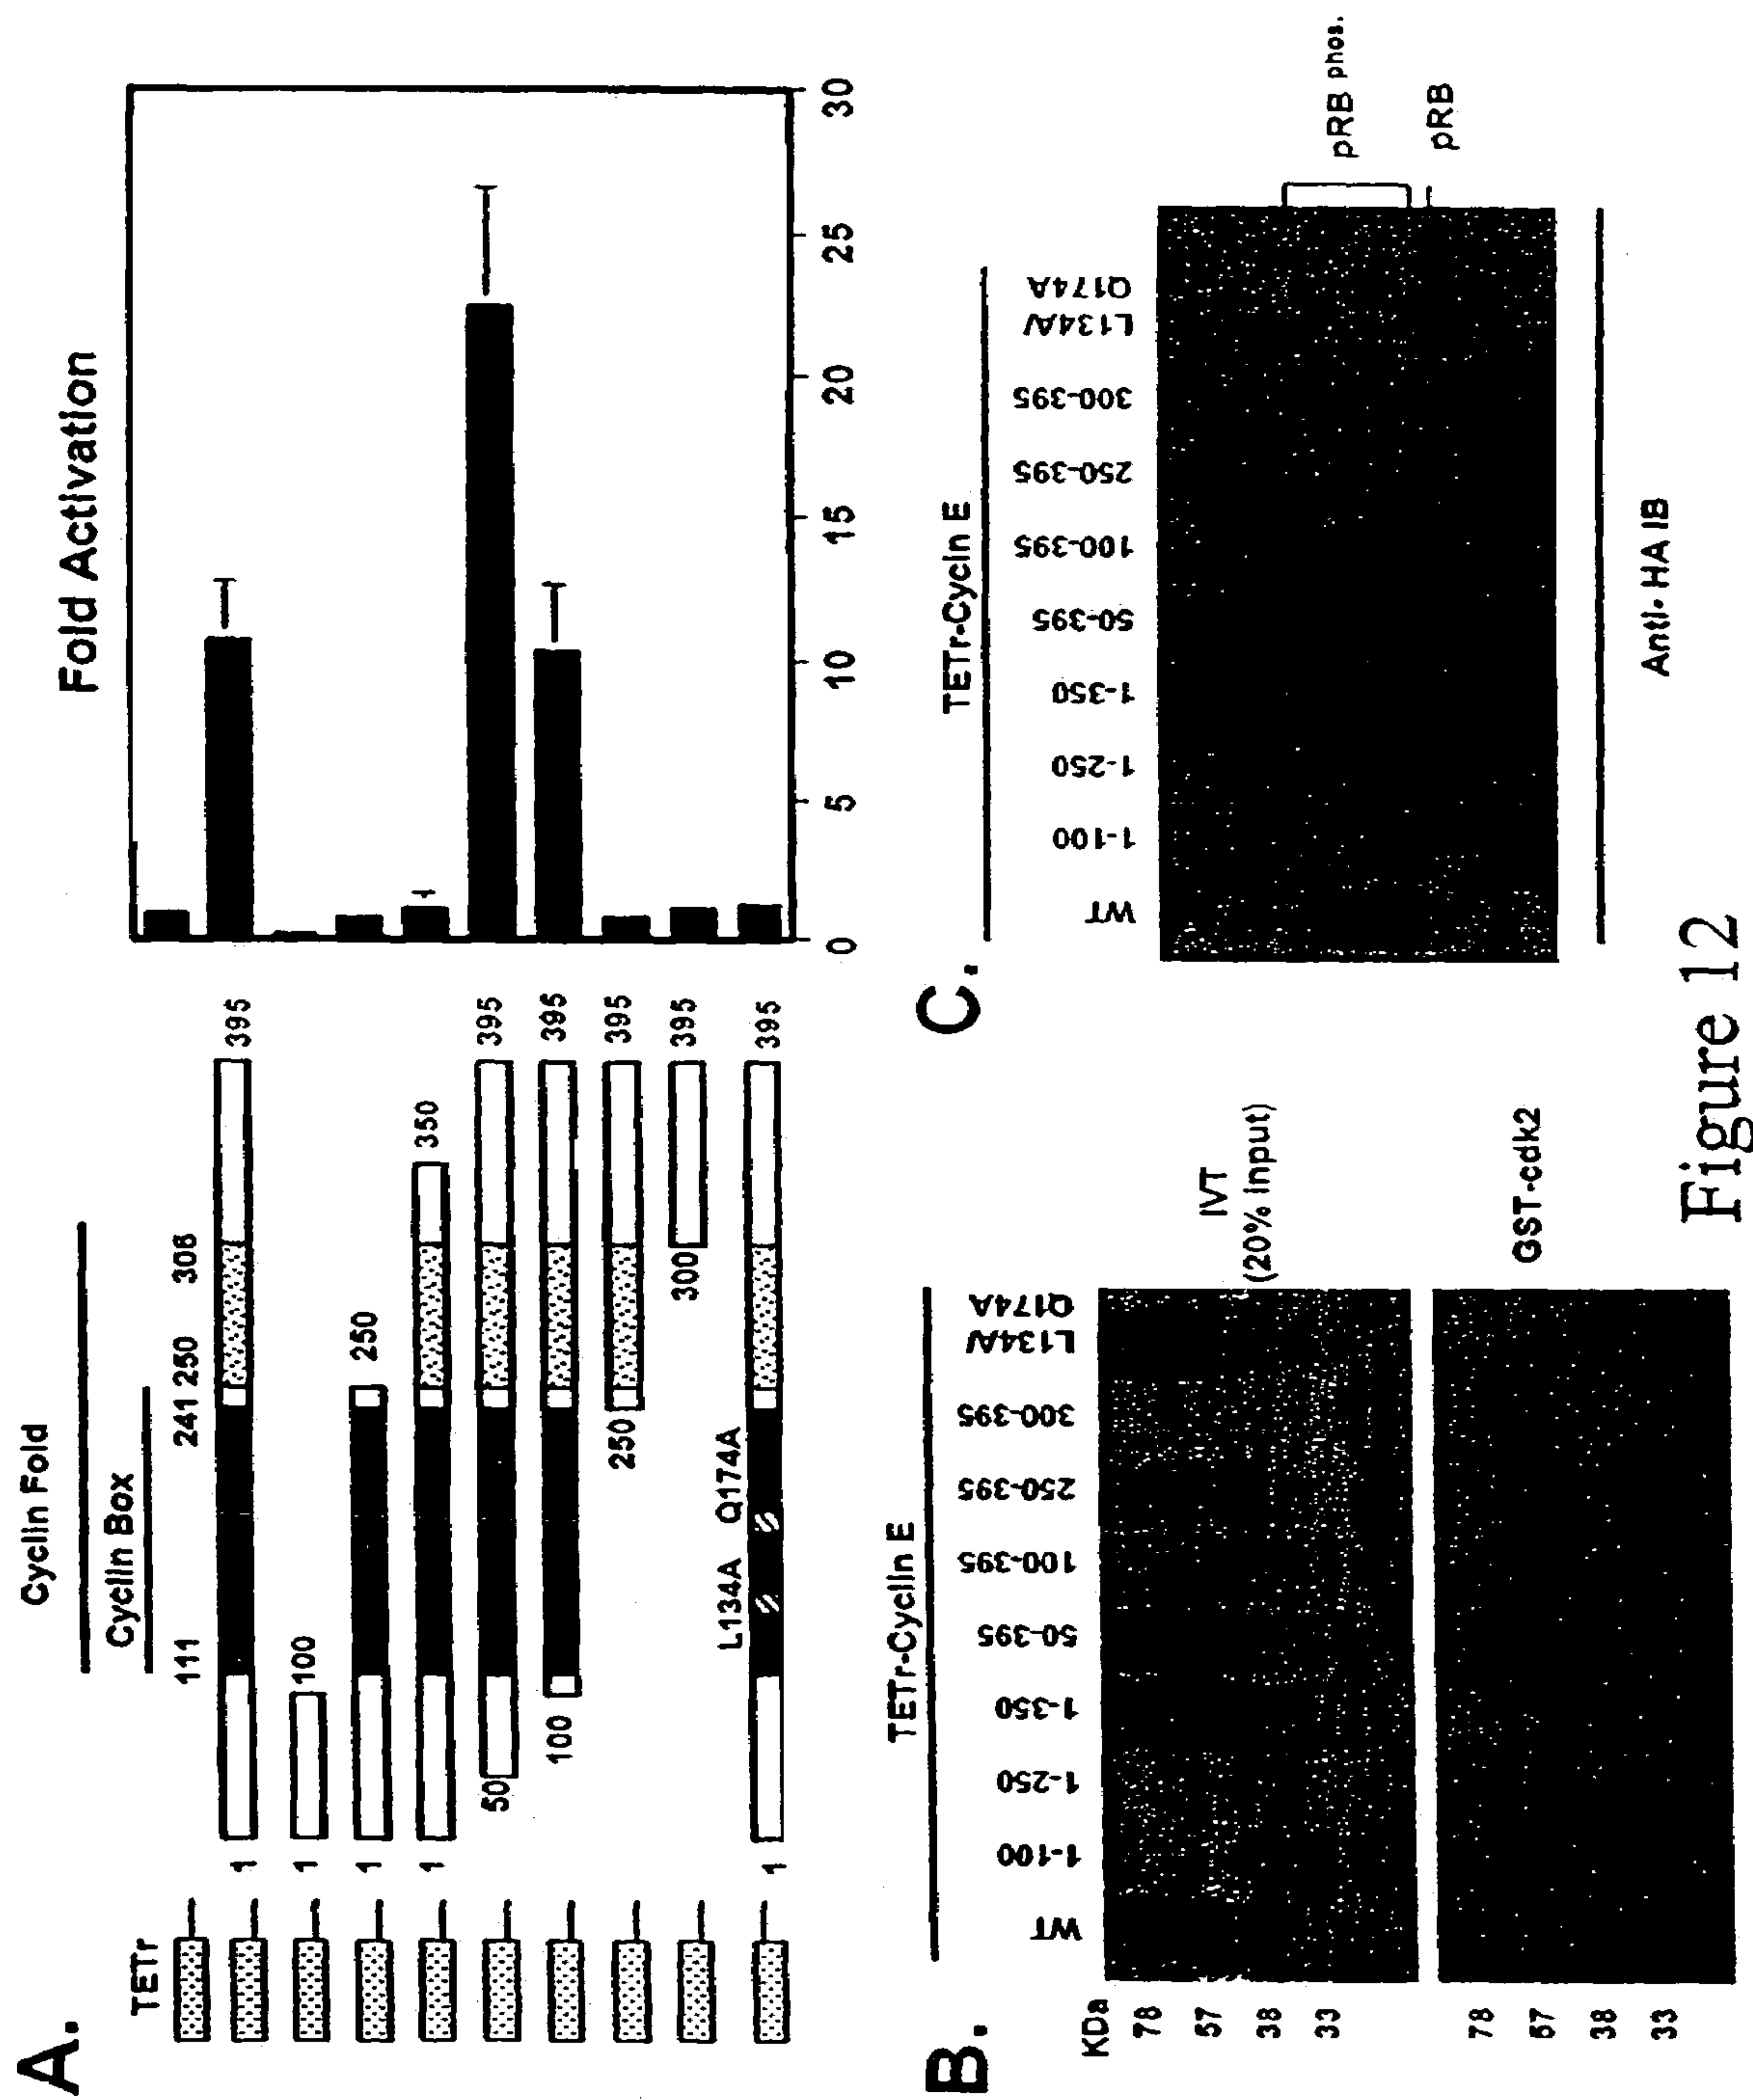 A.
Cyclin Fold
Cyclin Box
Fold Activation
TETr
111 241 250 306
1 395
1 100
1 250
1 350
50 395
100 395
250 395
300 395
L134A Q174A
1 395
0 5 10 15 20 25 30
B.
TETr-Cyclin E
KDa
WT
1-100
1-250
1-350
50-395
100-395
250-395
300-395
L134A/
Q174A
78
57
38
33
IVT
(20% Input)
78
57
38
33
GST-cdk2
C.
TETr-Cycln E
WT
1-100
1-250
1-350
50-395
100-395
250-395
300-395
L134A/
Q174A
pRB phos.
pRB
Anti- HA IB
Figure 12